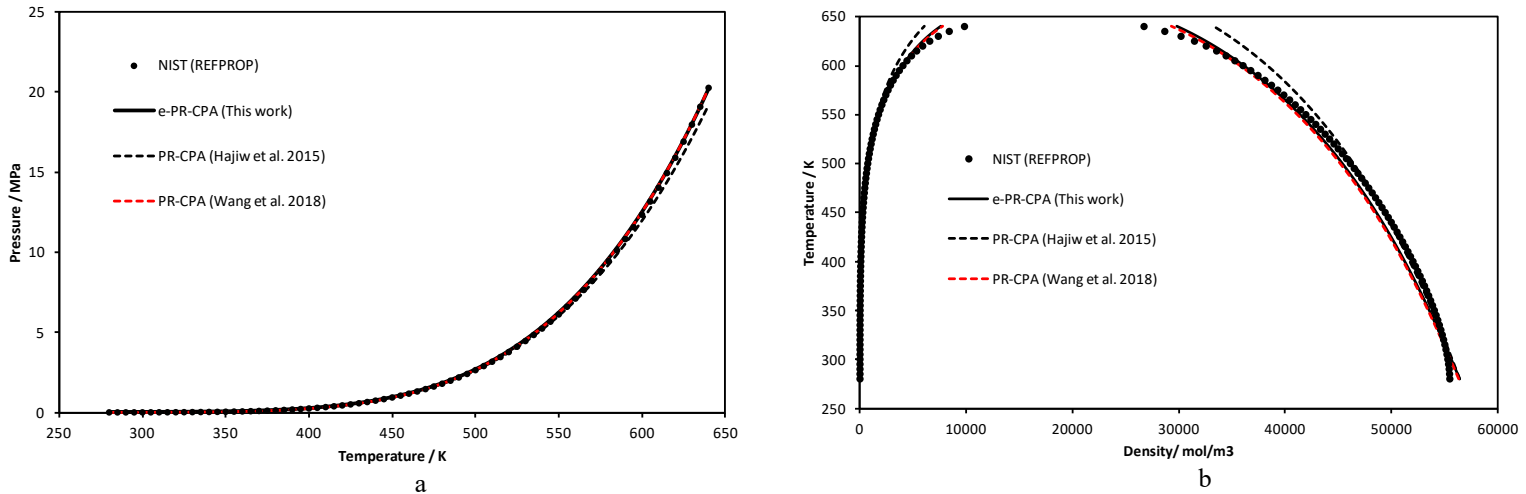 25
20
15
10
5
0
Pressure / MPa
NIST (REFPROP)
e-PR-CPA (This work)
PR-CPA (Hajiw et al. 2015)
PR-CPA (Wang et al. 2018)
250 300 350 400 450 500 550 600 650
Temperature / K
a
650
600
550
500
450
400
350
300
250
Temperature / K
NIST (REFPROP)
e-PR-CPA (This work)
PR-CPA (Hajiw et al. 2015)
PR-CPA (Wang et al. 2018)
0 10000 20000 30000 40000 50000 60000
Density/ mol/m3
b